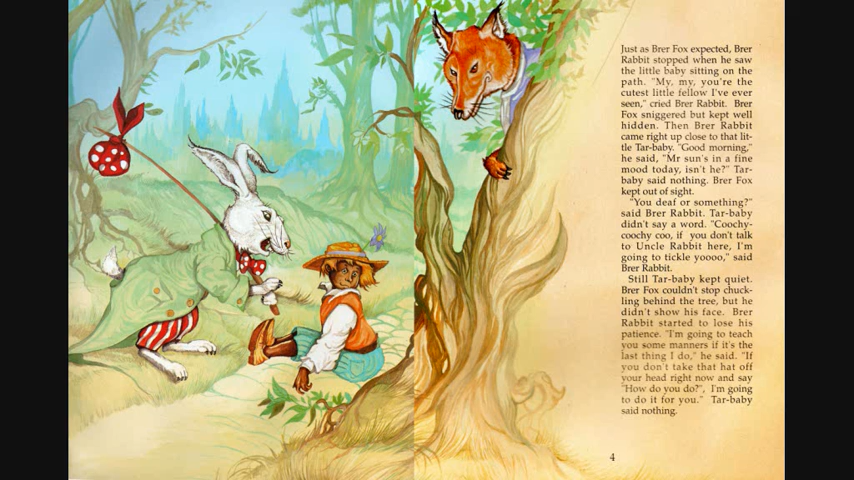 Just as Brer Fox expected, Brer
Rabbit stopped when he saw
the little baby sitting on the
path. "My, my, you're the
cutest little fellow I've ever
seen," cried Brer Rabbit. Brer
Fox sniggered but kept well
hidden. Then Brer Rabbit
came right up close to that lit-
tle Tar-baby. "Good morning,"
he said, "Mr sun's in a fine
mood today, isn't he?" Tar-
baby said nothing. Brer Fox
kept out of sight.
"You deaf or something?"
said Brer Rabbit. Tar-baby
didn't say a word. "Coochy-
coochy coo, if you don't talk
to Uncle Rabbit here, I'm
going to tickle yoooo," said
Brer Rabbit.
Still Tar-baby kept quiet.
Brer Fox couldn't stop chuck-
ling behind the tree, but he
didn't show his face. Brer
Rabbit started to lose his
patience. "I'm going to teach
you some manners if it's the
last thing I do," he said. "If
you don't take that hat off
your head right now and say
"How do you do?", I'm going
to do it for you." Tar-baby
said nothing.
4